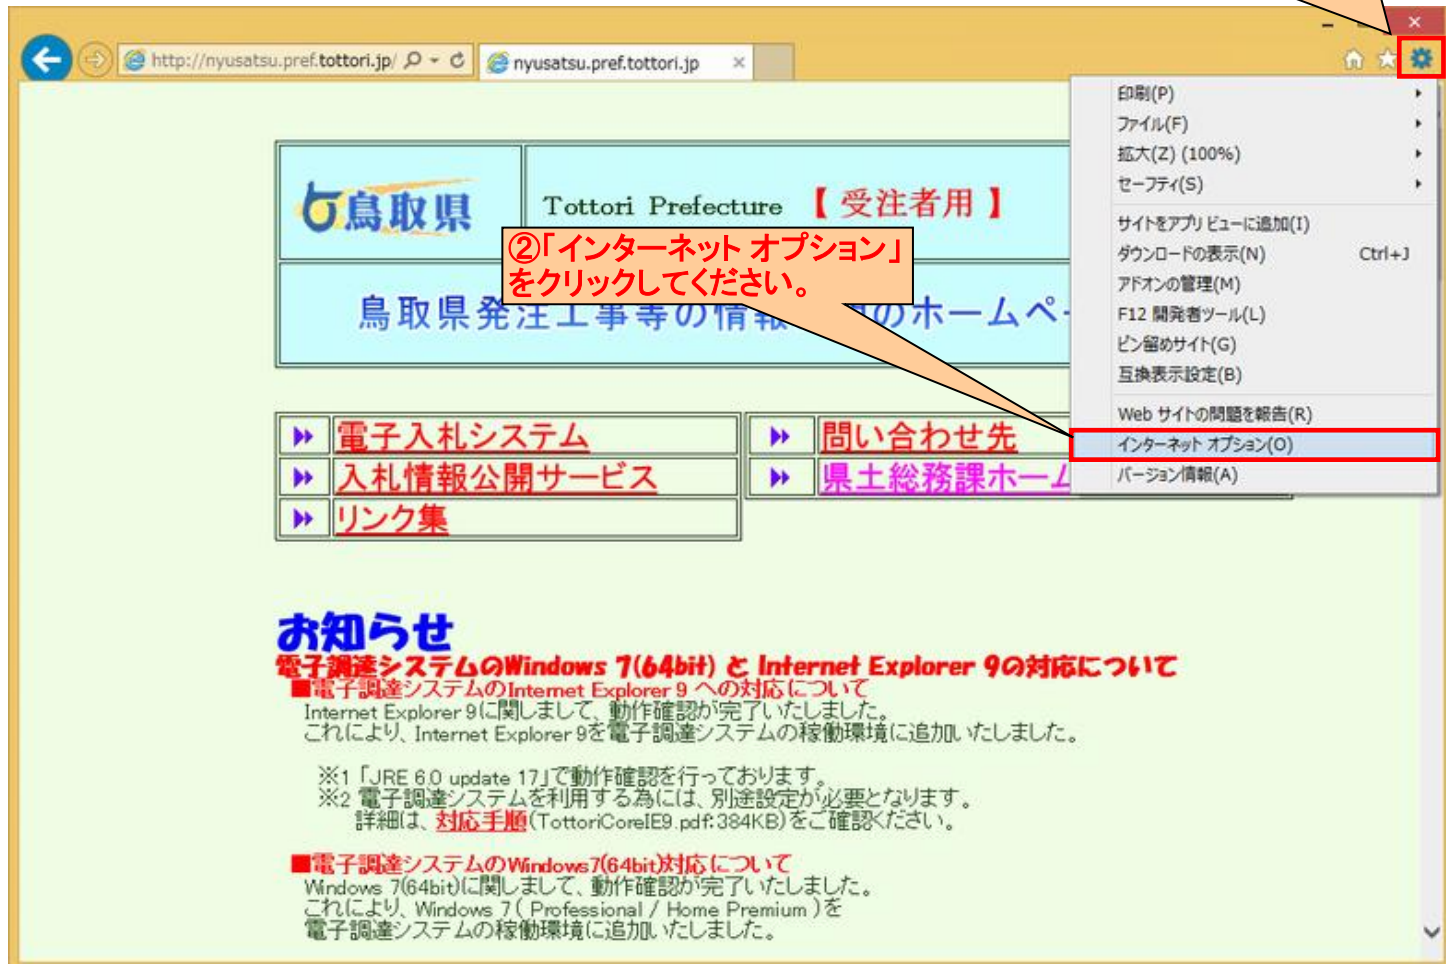 http://nyusatsu.pref.tottori.jp/
nyusatsu.pref.tottori.jp
印刷(P)
ファイル(F)
拡大(Z) (100%)
セーフティ(S)
サイトをアプリ ビューに追加(I)
ダウンロードの表示(N) Ctrl+J
アドオンの管理(M)
F12 開発者ツール(L)
ピン留めサイト(G)
互換表示設定(B)
Web サイトの問題を報告(R)
インターネット オプション(O)
バージョン情報(A)
鳥取県
Tottori Prefecture 【 受注者用 】
②「インターネット オプション」
をクリックしてください。
鳥取県発注工事等の情報 のホームペ
電子入札システム
問い合わせ先
入札情報公開サービス
県土総務課ホーム
リンク集
お知らせ
電子調達システムのWindows 7(64bit) と Internet Explorer 9の対応について
■電子調達システムのInternet Explorer 9 への対応について
Internet Explorer 9に関しまして、動作確認が完了いたしました。
これにより、Internet Explorer 9を電子調達システムの稼働環境に追加いたしました。
※1 「JRE 6.0 update 17」で動作確認を行っております。
※2 電子調達システムを利用する為には、別途設定が必要となります。
詳細は、対応手順(TottoriCoreIE9.pdf:384KB)をご確認ください。
■電子調達システムのWindows7(64bit)対応について
Windows 7(64bit)に関しまして、動作確認が完了いたしました。
これにより、Windows 7 ( Professional / Home Premium )を
電子調達システムの稼働環境に追加いたしました。